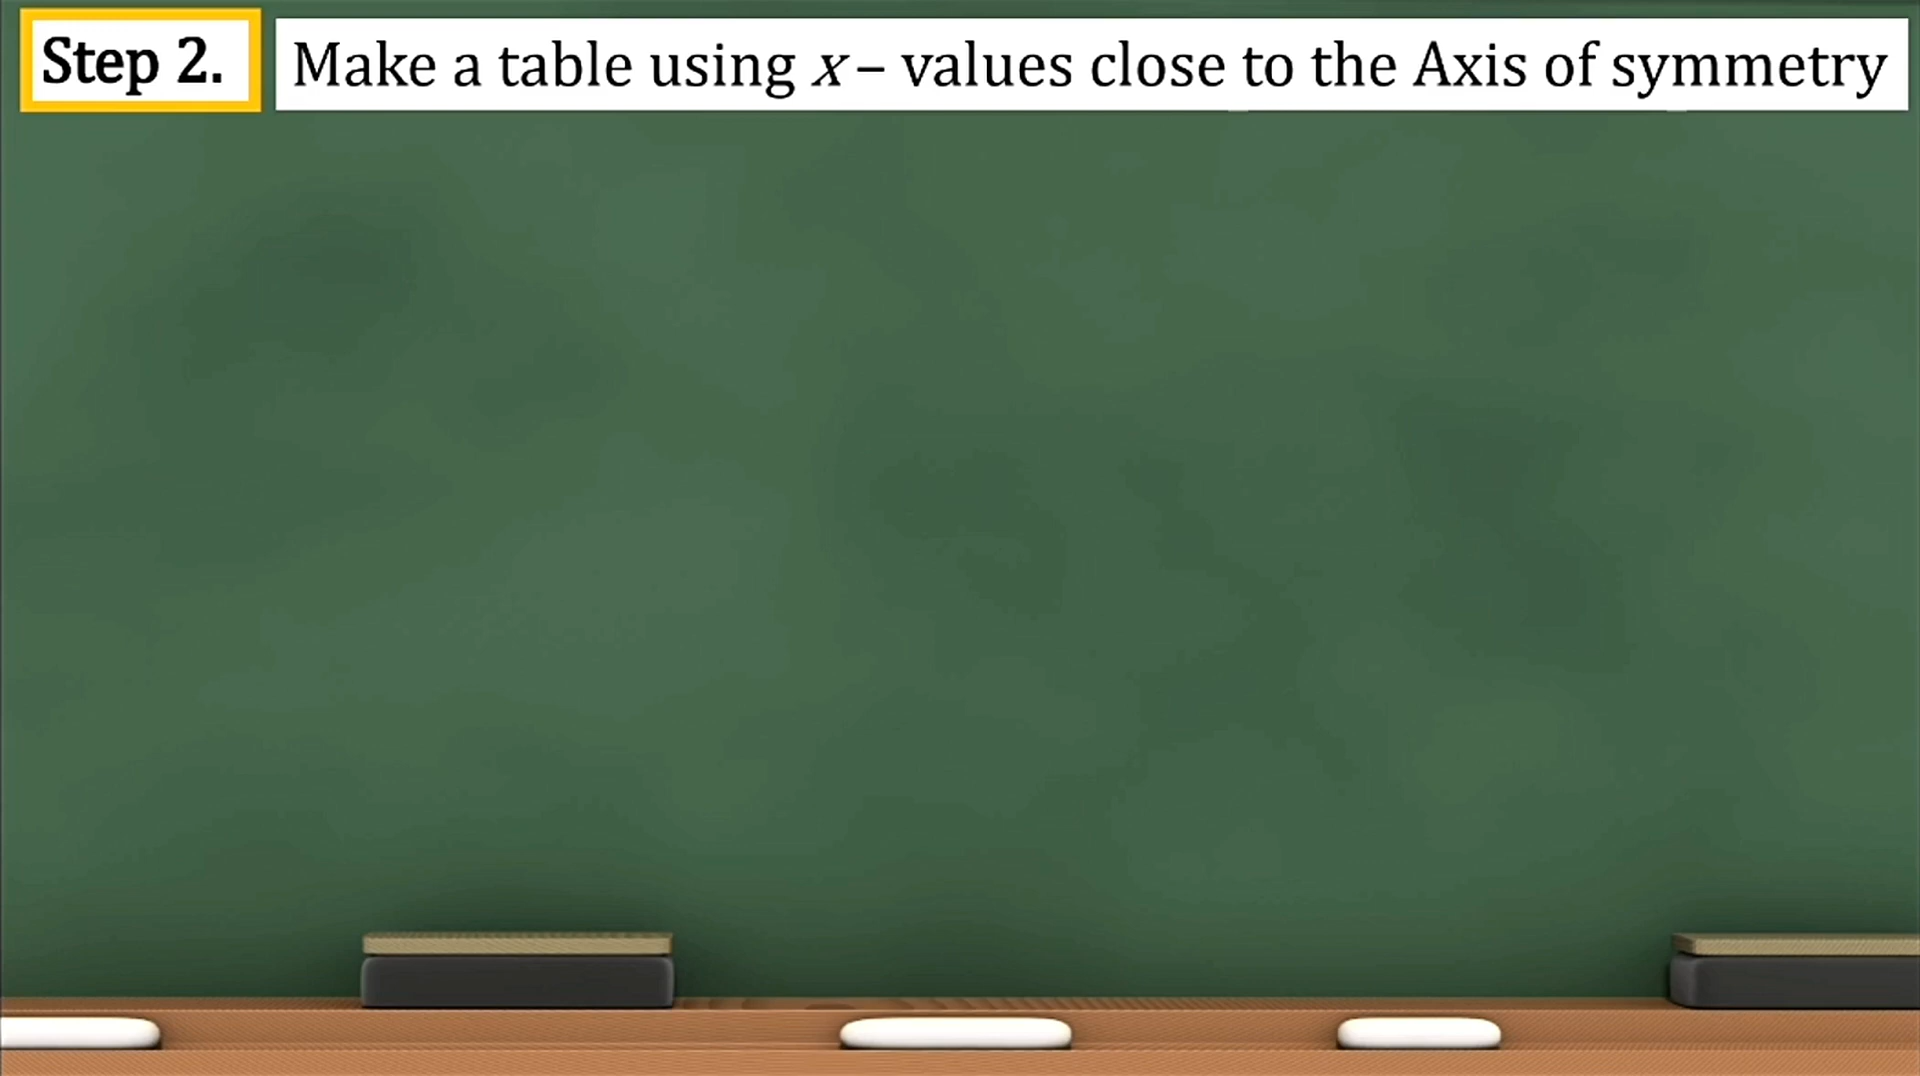 Step 2. Make a table using x – values close to the Axis of symmetry